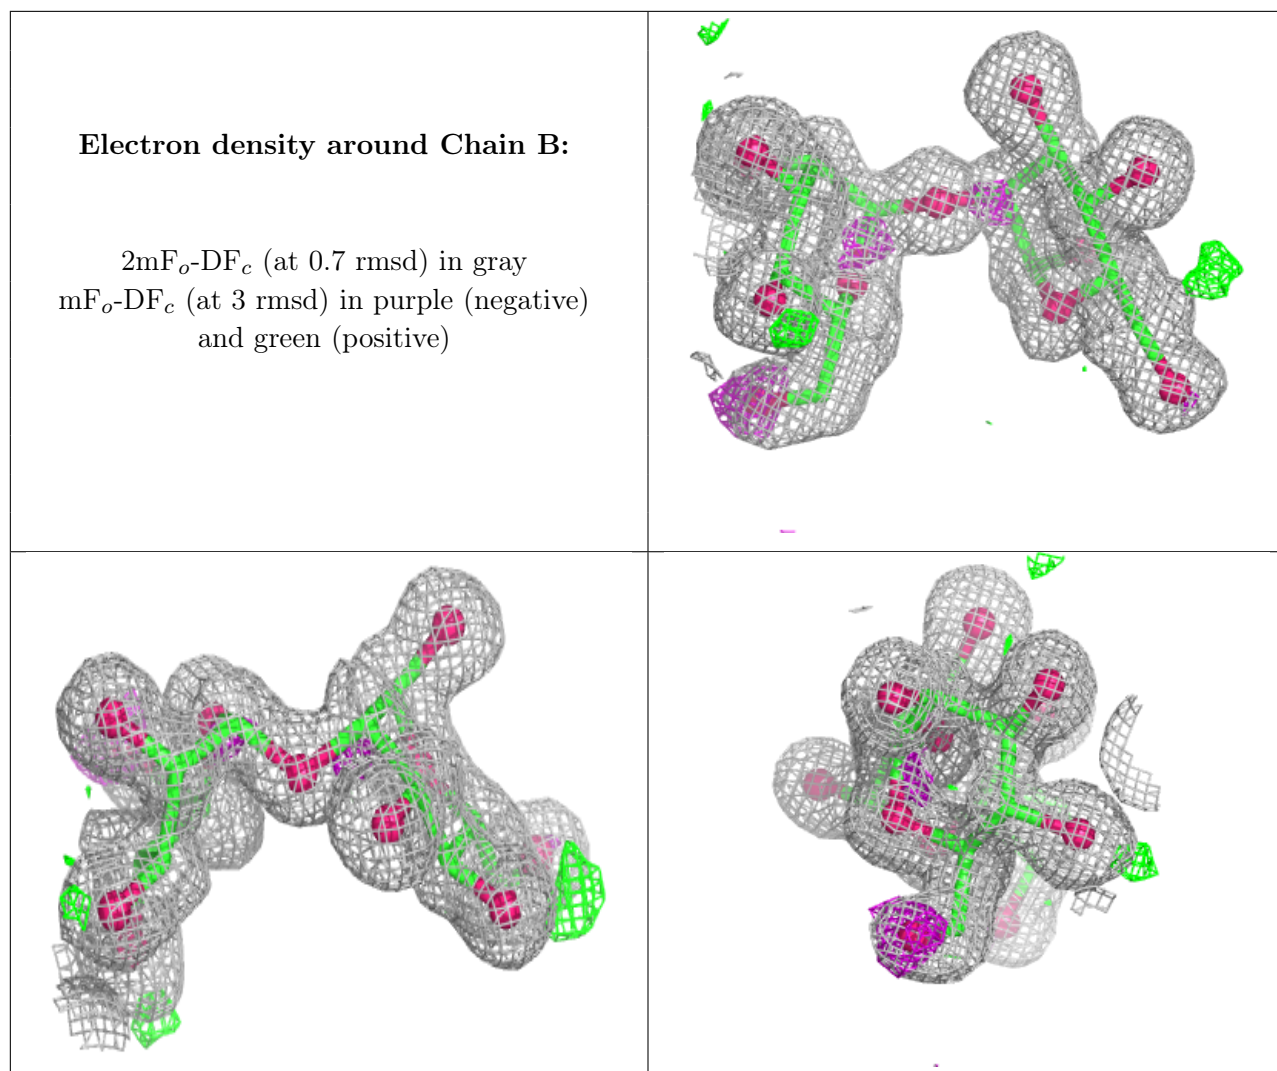 Electron density around Chain B:
2mFo-DFc (at 0.7 rmsd) in gray
mFo-DFc (at 3 rmsd) in purple (negative)
and green (positive)